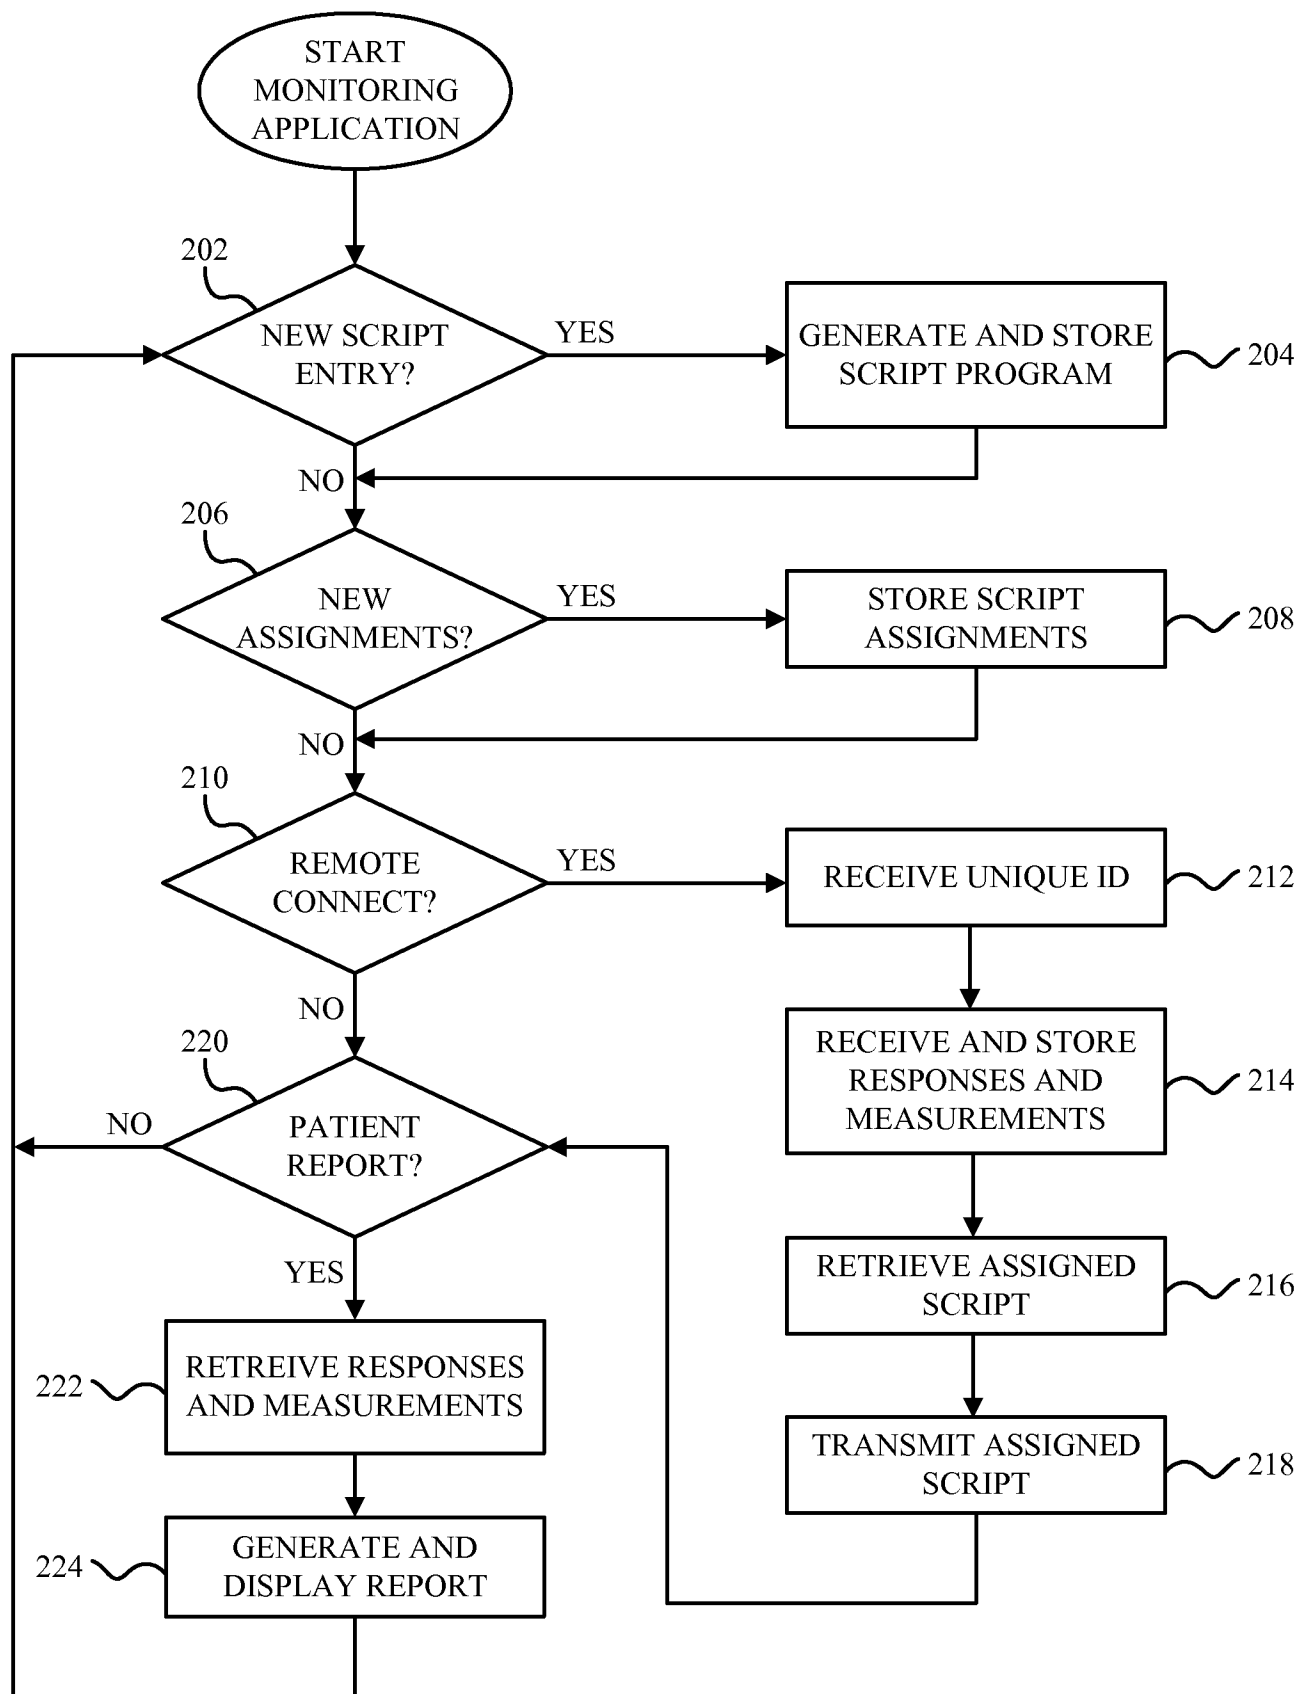 START
MONITORING
APPLICATION
202
NEW SCRIPT
ENTRY?
YES
GENERATE AND STORE
SCRIPT PROGRAM
204
NO
206
NEW
ASSIGNMENTS?
YES
STORE SCRIPT
ASSIGNMENTS
208
NO
210
REMOTE
CONNECT?
YES
RECEIVE UNIQUE ID
212
NO
RECEIVE AND STORE
RESPONSES AND
MEASUREMENTS
214
220
NO
PATIENT
REPORT?
YES
RETRIEVE ASSIGNED
SCRIPT
216
222
RETREIVE RESPONSES
AND MEASUREMENTS
TRANSMIT ASSIGNED
SCRIPT
218
224
GENERATE AND
DISPLAY REPORT